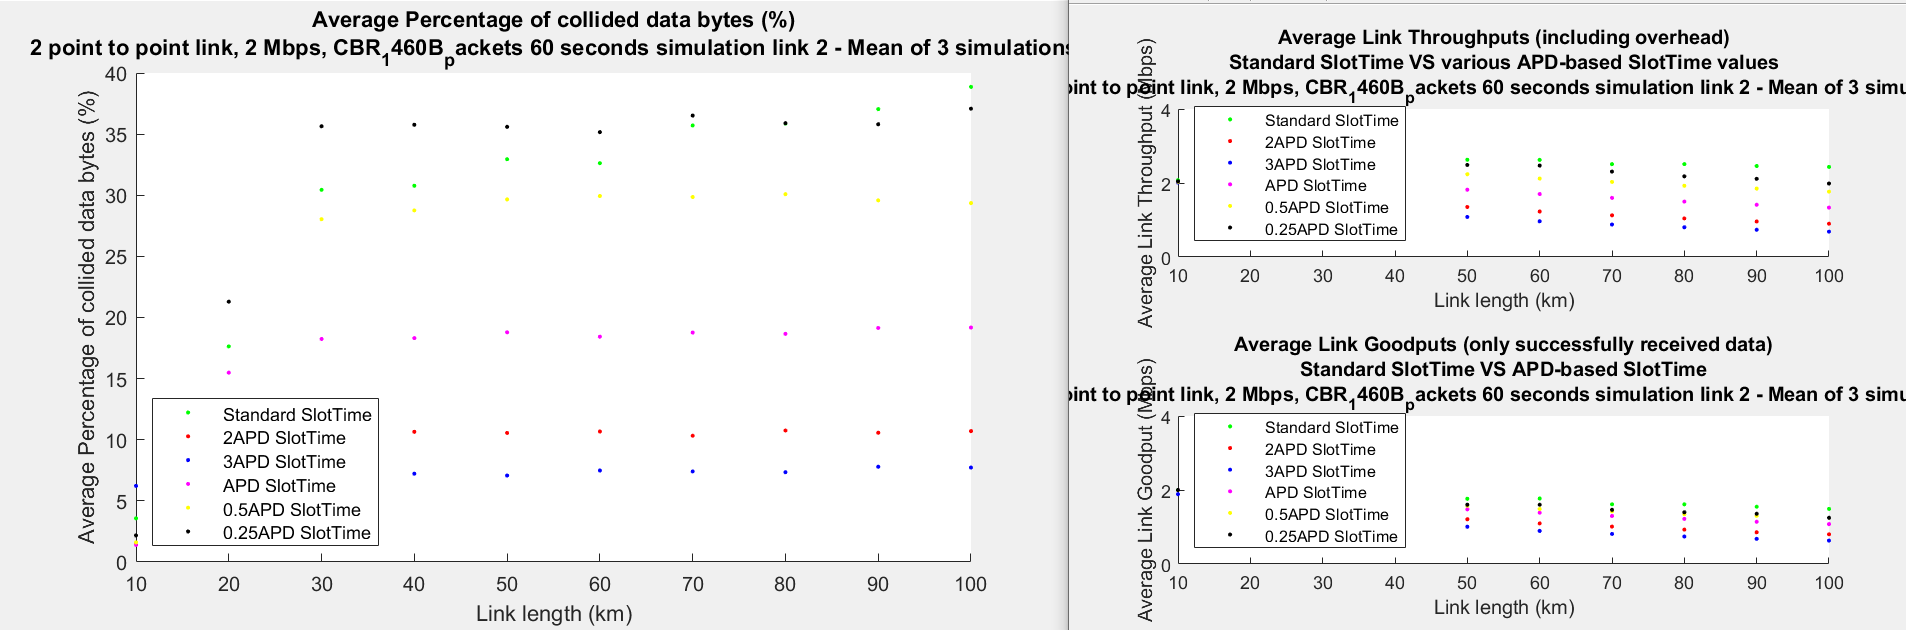 Average Percentage of collided data bytes (%)
2 point to point link, 2 Mbps, CBR1460Bpackets 60 seconds simulation link 2 - Mean of 3 simulations
Average Percentage of collided data bytes (%)
40
35
30
25
20
15
10
5
0
Standard SlotTime
2APD SlotTime
3APD SlotTime
APD SlotTime
0.5APD SlotTime
0.25APD SlotTime
10 20 30 40 50 60 70 80 90 100
Link length (km)
Average Link Throughputs (including overhead)
Standard SlotTime VS various APD-based SlotTime values
oint to point link, 2 Mbps, CBR1460Bpackets 60 seconds simulation link 2 - Mean of 3 simu
Average Link Throughput (Mbps)
4
2
0
Standard SlotTime
2APD SlotTime
3APD SlotTime
APD SlotTime
0.5APD SlotTime
0.25APD SlotTime
10 20 30 40 50 60 70 80 90 100
Link length (km)
Average Link Goodputs (only successfully received data)
Standard SlotTime VS APD-based SlotTime
oint to point link, 2 Mbps, CBR1460Bpackets 60 seconds simulation link 2 - Mean of 3 simu
Average Link Goodput (Mbps)
4
2
0
Standard SlotTime
2APD SlotTime
3APD SlotTime
APD SlotTime
0.5APD SlotTime
0.25APD SlotTime
10 20 30 40 50 60 70 80 90 100
Link length (km)